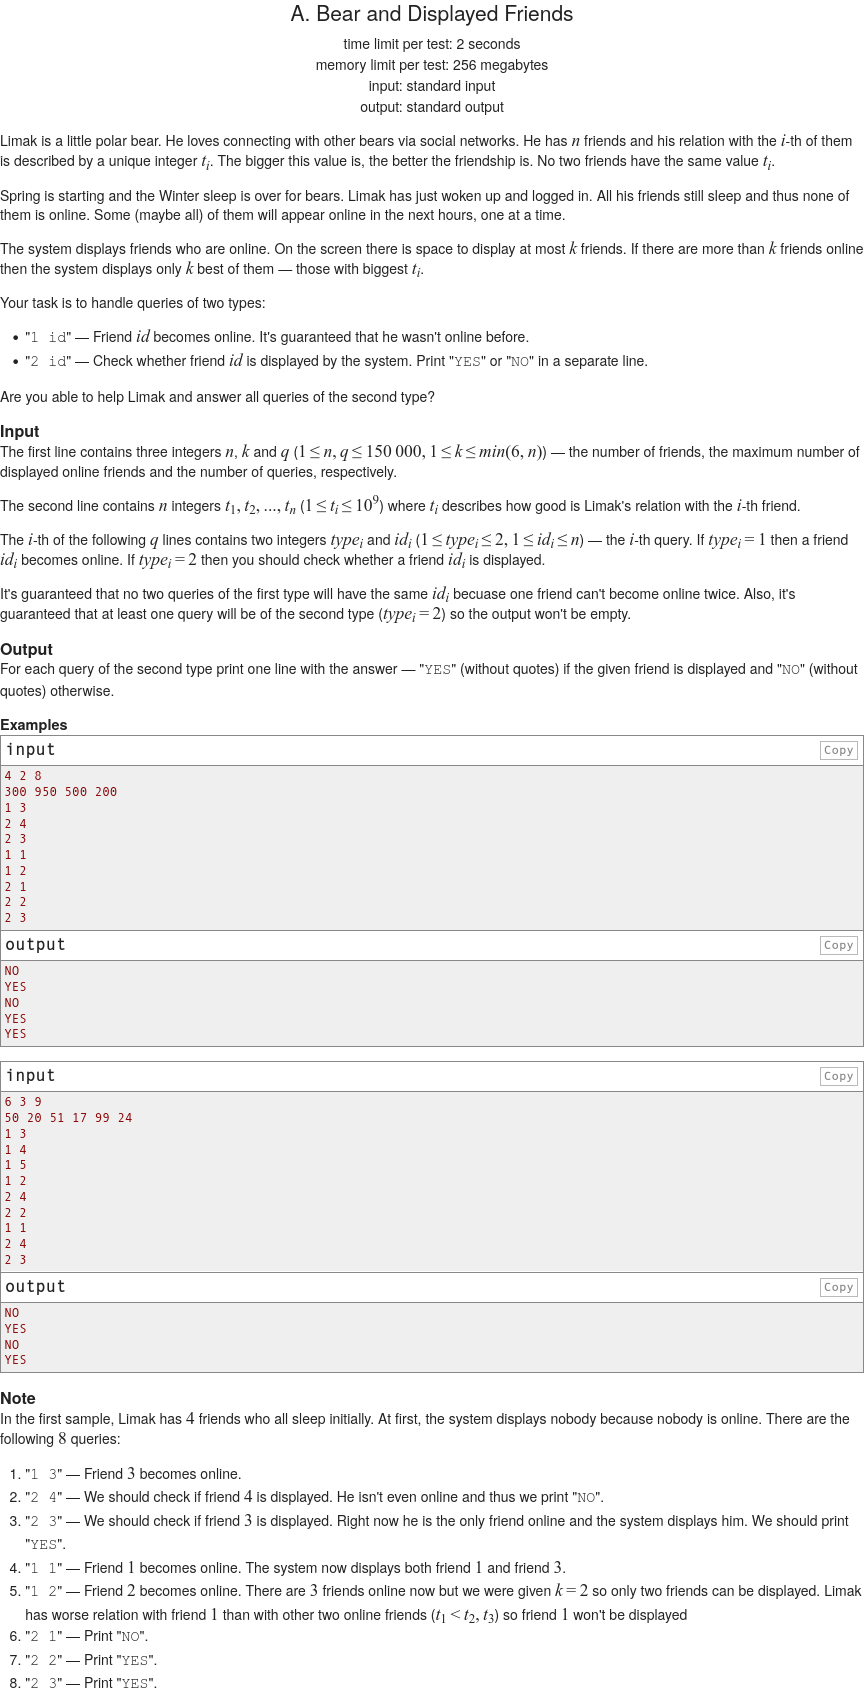 A. Bear and Displayed Friends
time limit per test: 2 seconds
memory limit per test: 256 megabytes
input: standard input
output: standard output
Limak is a little polar bear. He loves connecting with other bears via social networks. He has n friends and his relation with the i-th of them
is described by a unique integer t_i. The bigger this value is, the better the friendship is. No two friends have the same value t_i.
Spring is starting and the Winter sleep is over for bears. Limak has just woken up and logged in. All his friends still sleep and thus none of
them is online. Some (maybe all) of them will appear online in the next hours, one at a time.
The system displays friends who are online. On the screen there is space to display at most k friends. If there are more than k friends online
then the system displays only k best of them — those with biggest t_i.
Your task is to handle queries of two types:
• "1 id" — Friend id becomes online. It's guaranteed that he wasn't online before.
• "2 id" — Check whether friend id is displayed by the system. Print "YES" or "NO" in a separate line.
Are you able to help Limak and answer all queries of the second type?
Input
The first line contains three integers n, k and q (1 ≤ n, q ≤ 150 000, 1 ≤ k ≤ min(6, n)) — the number of friends, the maximum number of
displayed online friends and the number of queries, respectively.
The second line contains n integers t_1, t_2, ..., t_n (1 ≤ t_i ≤ 10^9) where t_i describes how good is Limak's relation with the i-th friend.
The i-th of the following q lines contains two integers type_i and id_i (1 ≤ type_i ≤ 2, 1 ≤ id_i ≤ n) — the i-th query. If type_i = 1 then a friend
id_i becomes online. If type_i = 2 then you should check whether a friend id_i is displayed.
It's guaranteed that no two queries of the first type will have the same id_i becuase one friend can't become online twice. Also, it's
guaranteed that at least one query will be of the second type (type_i = 2) so the output won't be empty.
Output
For each query of the second type print one line with the answer — "YES" (without quotes) if the given friend is displayed and "NO" (without
quotes) otherwise.
Examples
input Copy
4 2 8
300 950 500 200
1 3
2 4
2 3
1 1
1 2
2 1
2 2
2 3
output Copy
NO
YES
NO
YES
YES
input Copy
6 3 9
50 20 51 17 99 24
1 3
1 4
1 5
1 2
2 4
2 2
1 1
2 4
2 3
output Copy
NO
YES
NO
YES
Note
In the first sample, Limak has 4 friends who all sleep initially. At first, the system displays nobody because nobody is online. There are the
following 8 queries:
1. "1 3" — Friend 3 becomes online.
2. "2 4" — We should check if friend 4 is displayed. He isn't even online and thus we print "NO".
3. "2 3" — We should check if friend 3 is displayed. Right now he is the only friend online and the system displays him. We should print
"YES".
4. "1 1" — Friend 1 becomes online. The system now displays both friend 1 and friend 3.
5. "1 2" — Friend 2 becomes online. There are 3 friends online now but we were given k = 2 so only two friends can be displayed. Limak
has worse relation with friend 1 than with other two online friends (t_1 < t_2, t_3) so friend 1 won't be displayed
6. "2 1" — Print "NO".
7. "2 2" — Print "YES".
8. "2 3" — Print "YES".